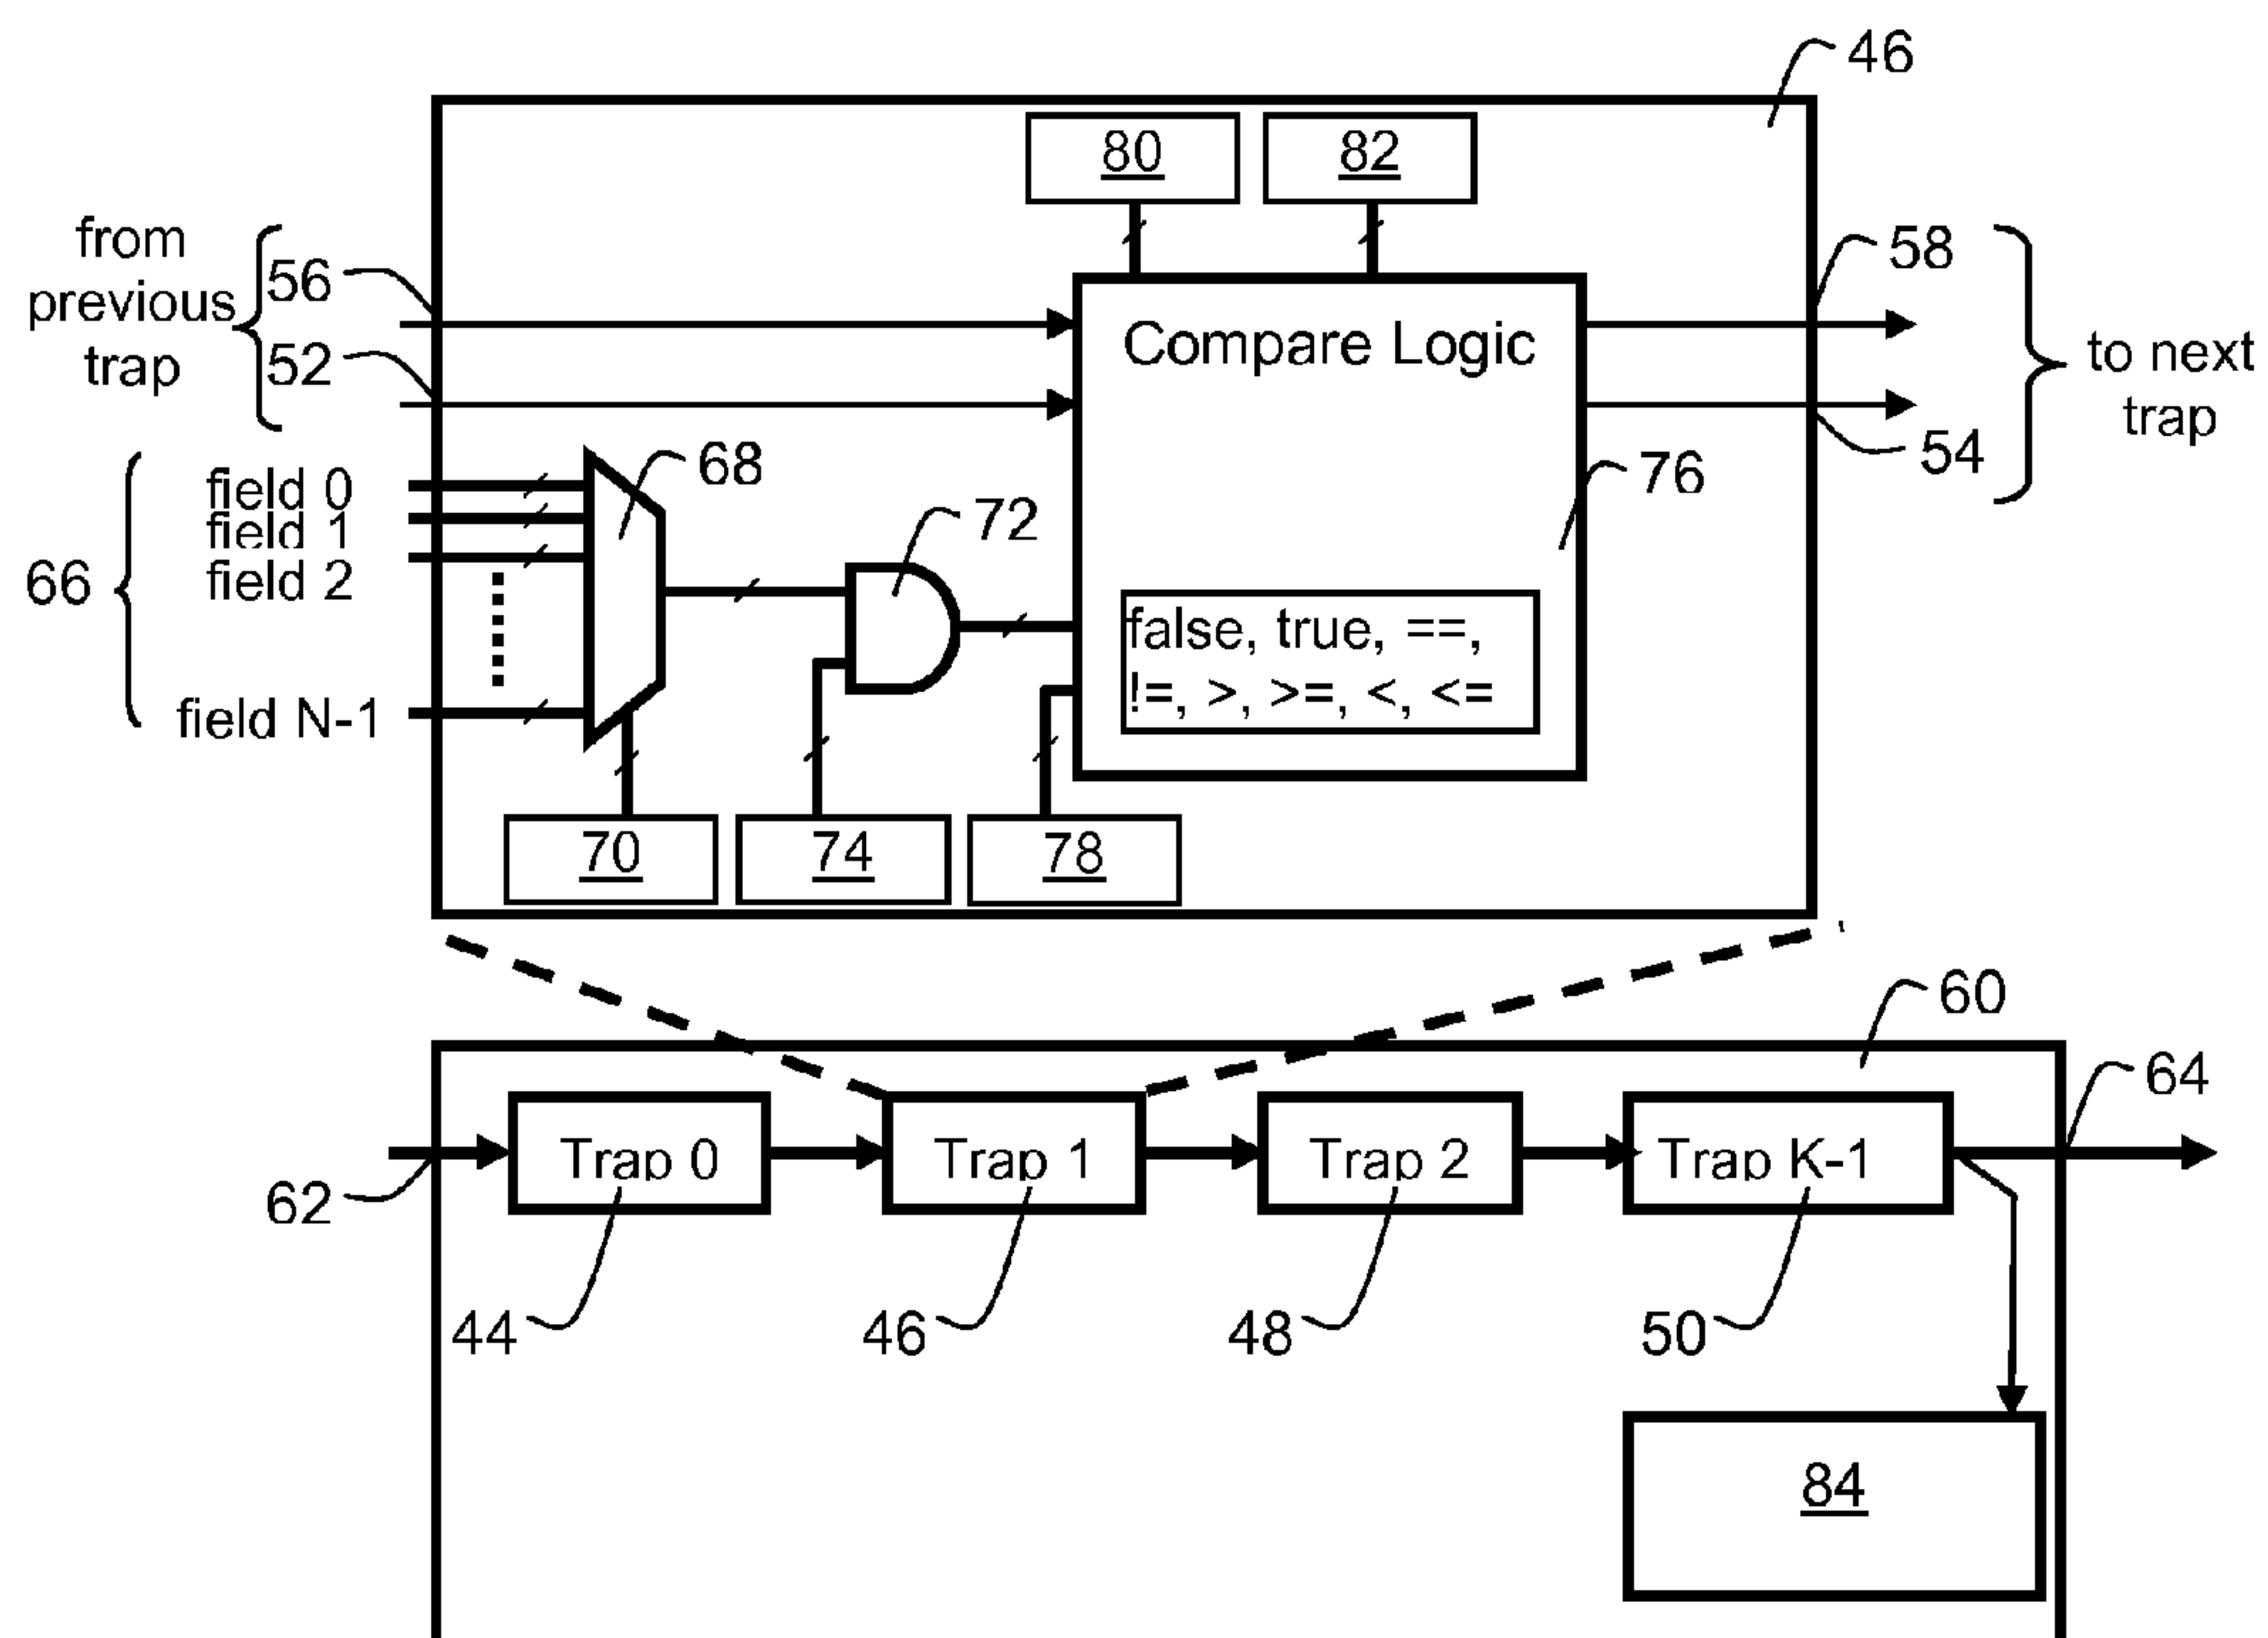 46
80
82
from
previous
trap
56
52
58
54
to next
trap
Compare Logic
68
72
76
66
field 0
field 1
field 2
field N-1
false, true, ==,
!=, >, >=, <, <=
70
74
78
60
64
62
Trap 0
Trap 1
Trap 2
Trap K-1
44
46
48
50
84